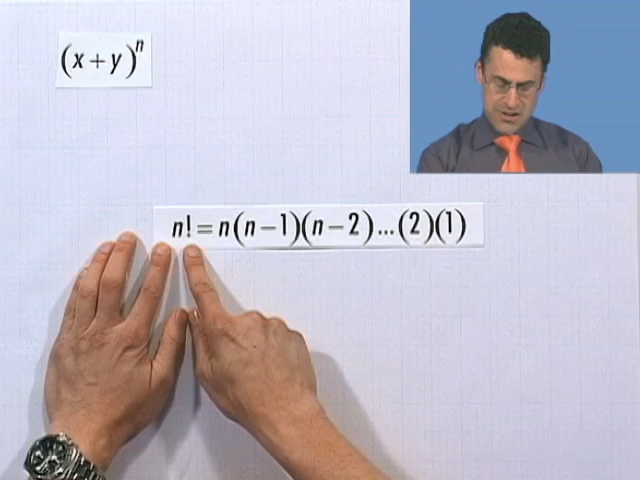 (x + y)ⁿ
n! = n(n − 1)(n − 2)...(2)(1)